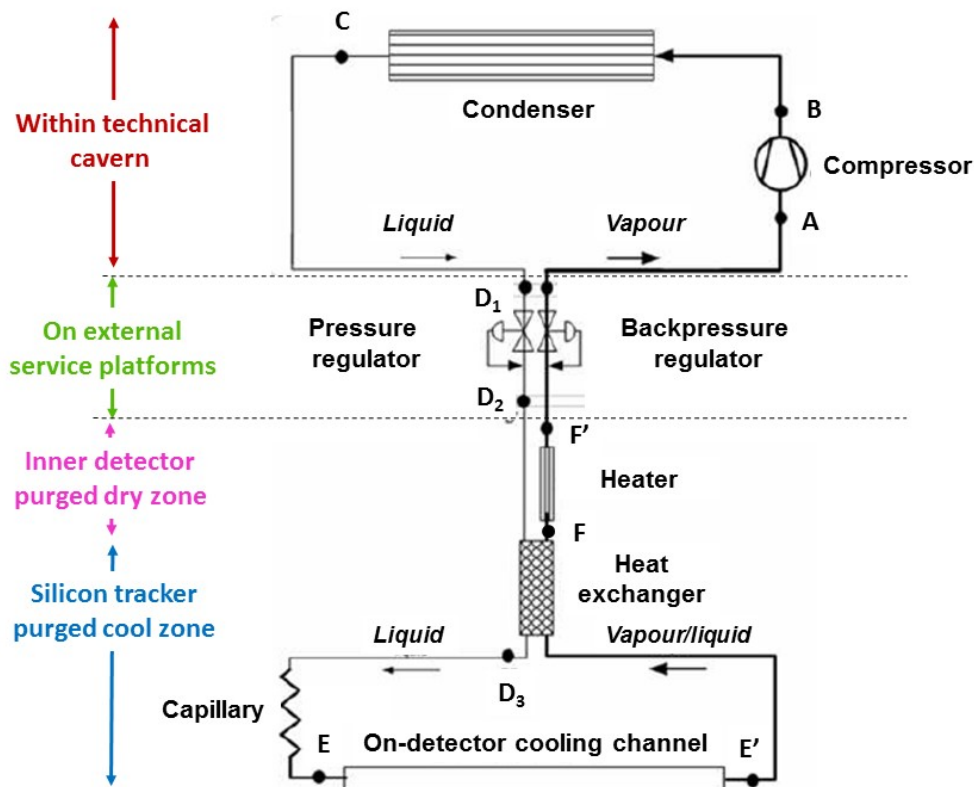 C
Condenser
B
Within technical
cavern
Compressor
A
Liquid
Vapour
D1
On external
service platforms
Pressure
regulator
Backpressure
regulator
D2
F’
Inner detector
purged dry zone
Heater
F
Heat
exchanger
Silicon tracker
purged cool zone
Liquid
Vapour/liquid
D3
Capillary
E
On-detector cooling channel
E’